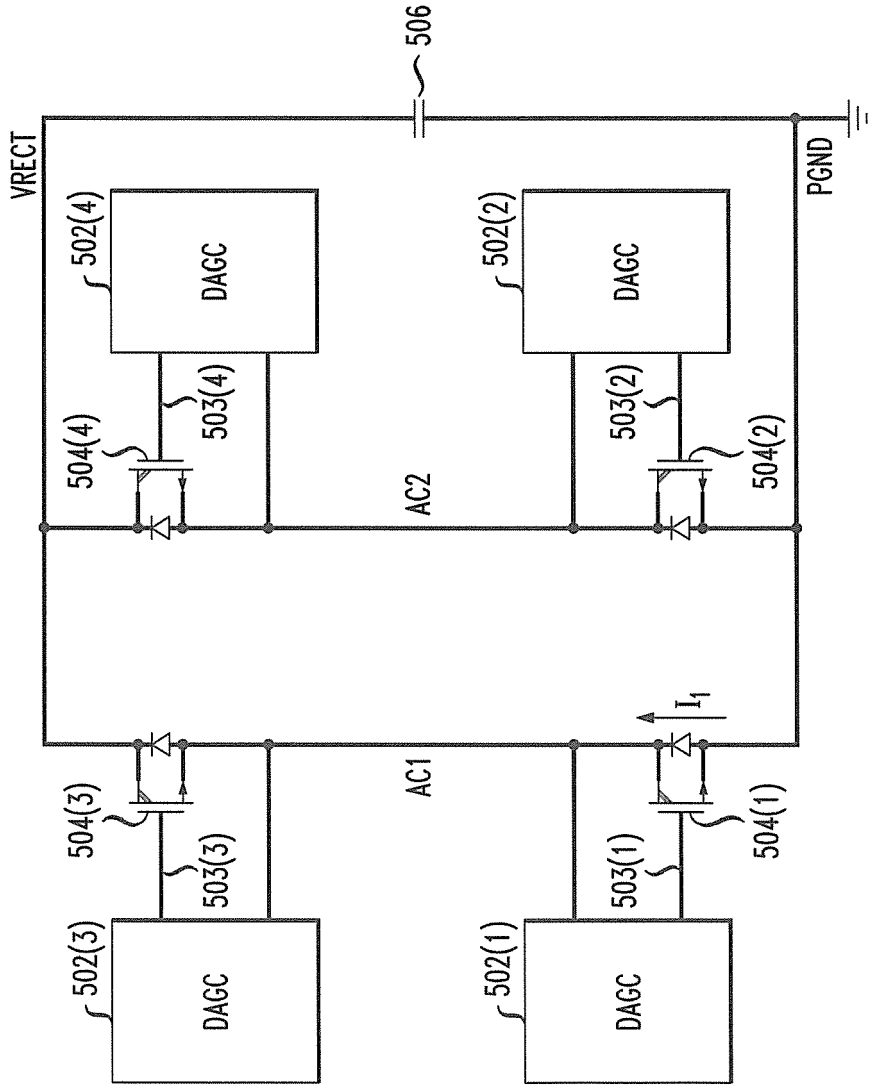 506
VRECT
PGND
502(4)
DAGC
503(4)
504(4)
502(2)
DAGC
503(2)
504(2)
AC2
I1
AC1
504(3)
503(3)
502(3)
DAGC
504(1)
503(1)
502(1)
DAGC